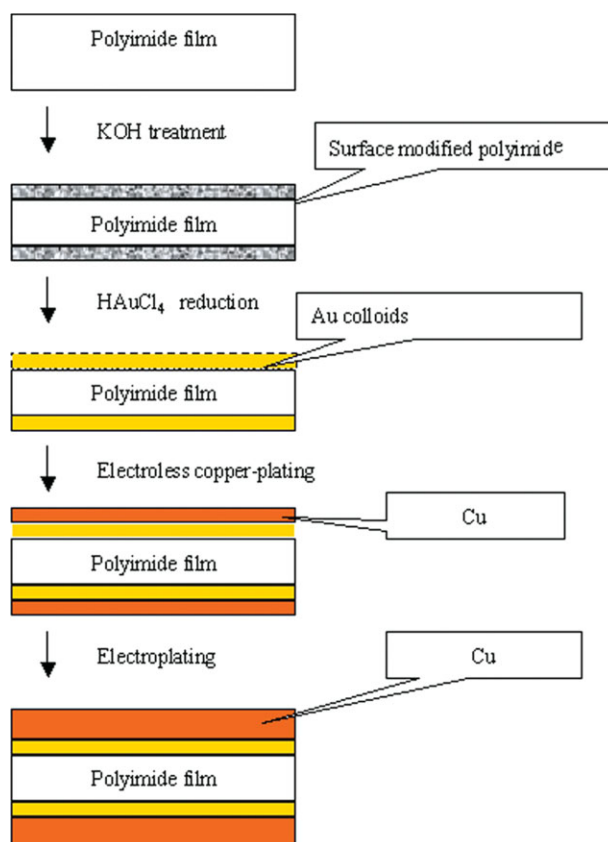 Polyimide film
KOH treatment
Surface modified polyimide
Polyimide film
HAuCl₄ reduction
Au colloids
Polyimide film
Electroless copper-plating
Cu
Polyimide film
Electroplating
Cu
Polyimide film